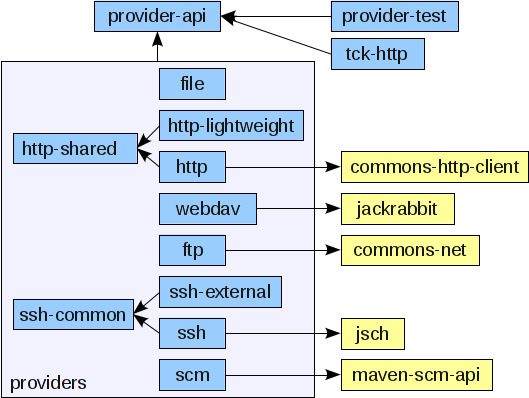 provider-api
provider-test
tck-http
file
http-lightweight
http-shared
http
commons-http-client
webdav
jackrabbit
ftp
commons-net
ssh-external
ssh-common
ssh
jsch
scm
maven-scm-api
providers